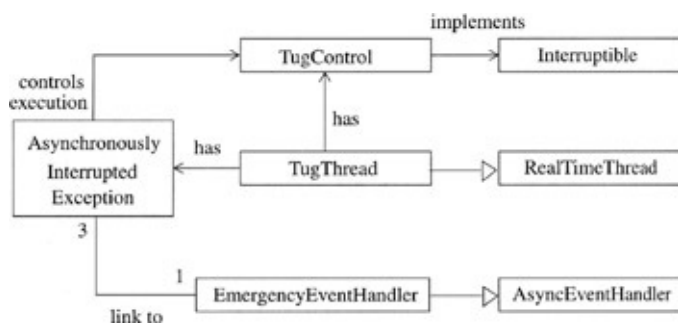 implements
TugControl
Interruptible
controls
execution
has
Asynchronously
Interrupted
Exception
has
TugThread
RealTimeThread
3
1
EmergencyEventHandler
AsyncEventHandler
link to